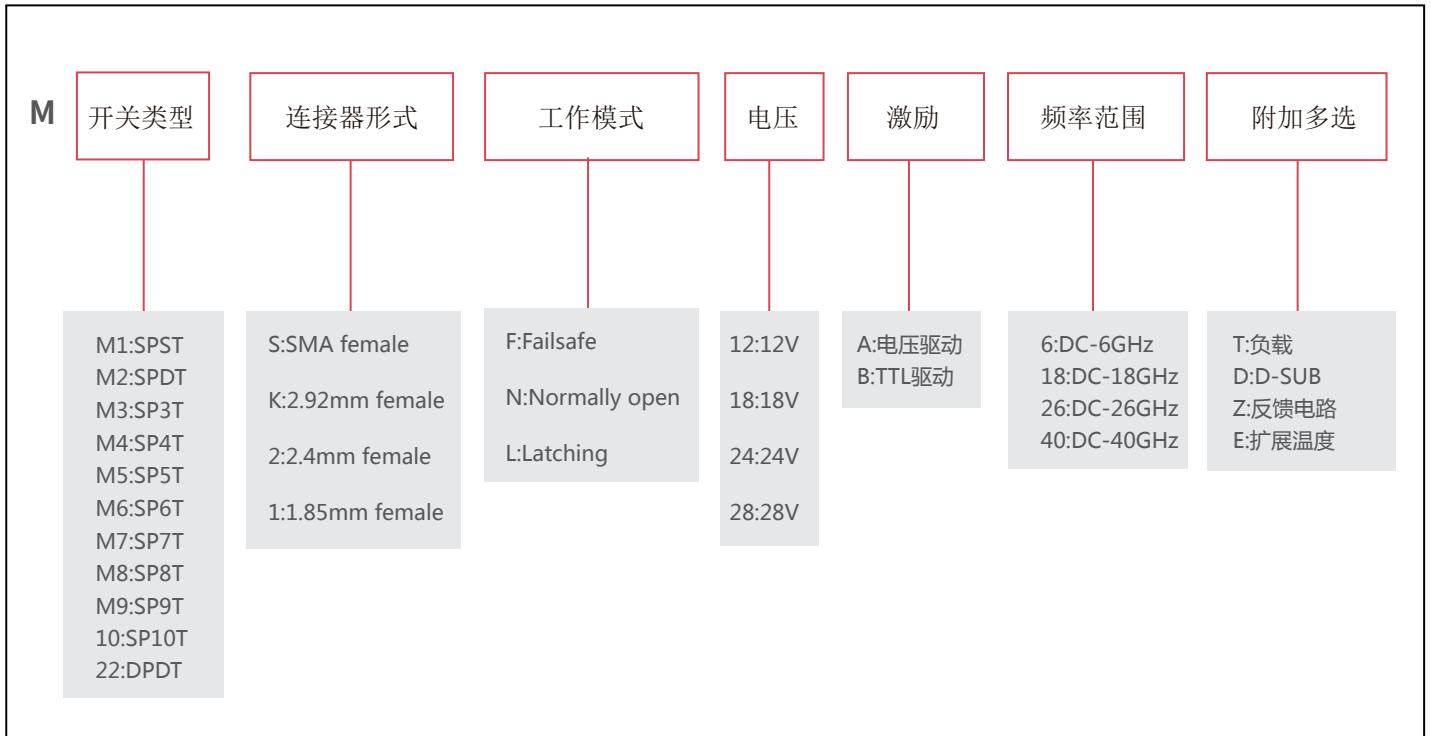 M
开关类型
连接器形式
工作模式
电压
激励
频率范围
附加多选
M1:SPST
M2:SPDT
M3:SP3T
M4:SP4T
M5:SP5T
M6:SP6T
M7:SP7T
M8:SP8T
M9:SP9T
10:SP10T
22:DPDT
S:SMA female
K:2.92mm female
2:2.4mm female
1:1.85mm female
F:Failsafe
N:Normally open
L:Latching
12:12V
18:18V
24:24V
28:28V
A:电压驱动
B:TTL驱动
6:DC-6GHz
18:DC-18GHz
26:DC-26GHz
40:DC-40GHz
T:负载
D:D-SUB
Z:反馈电路
E:扩展温度